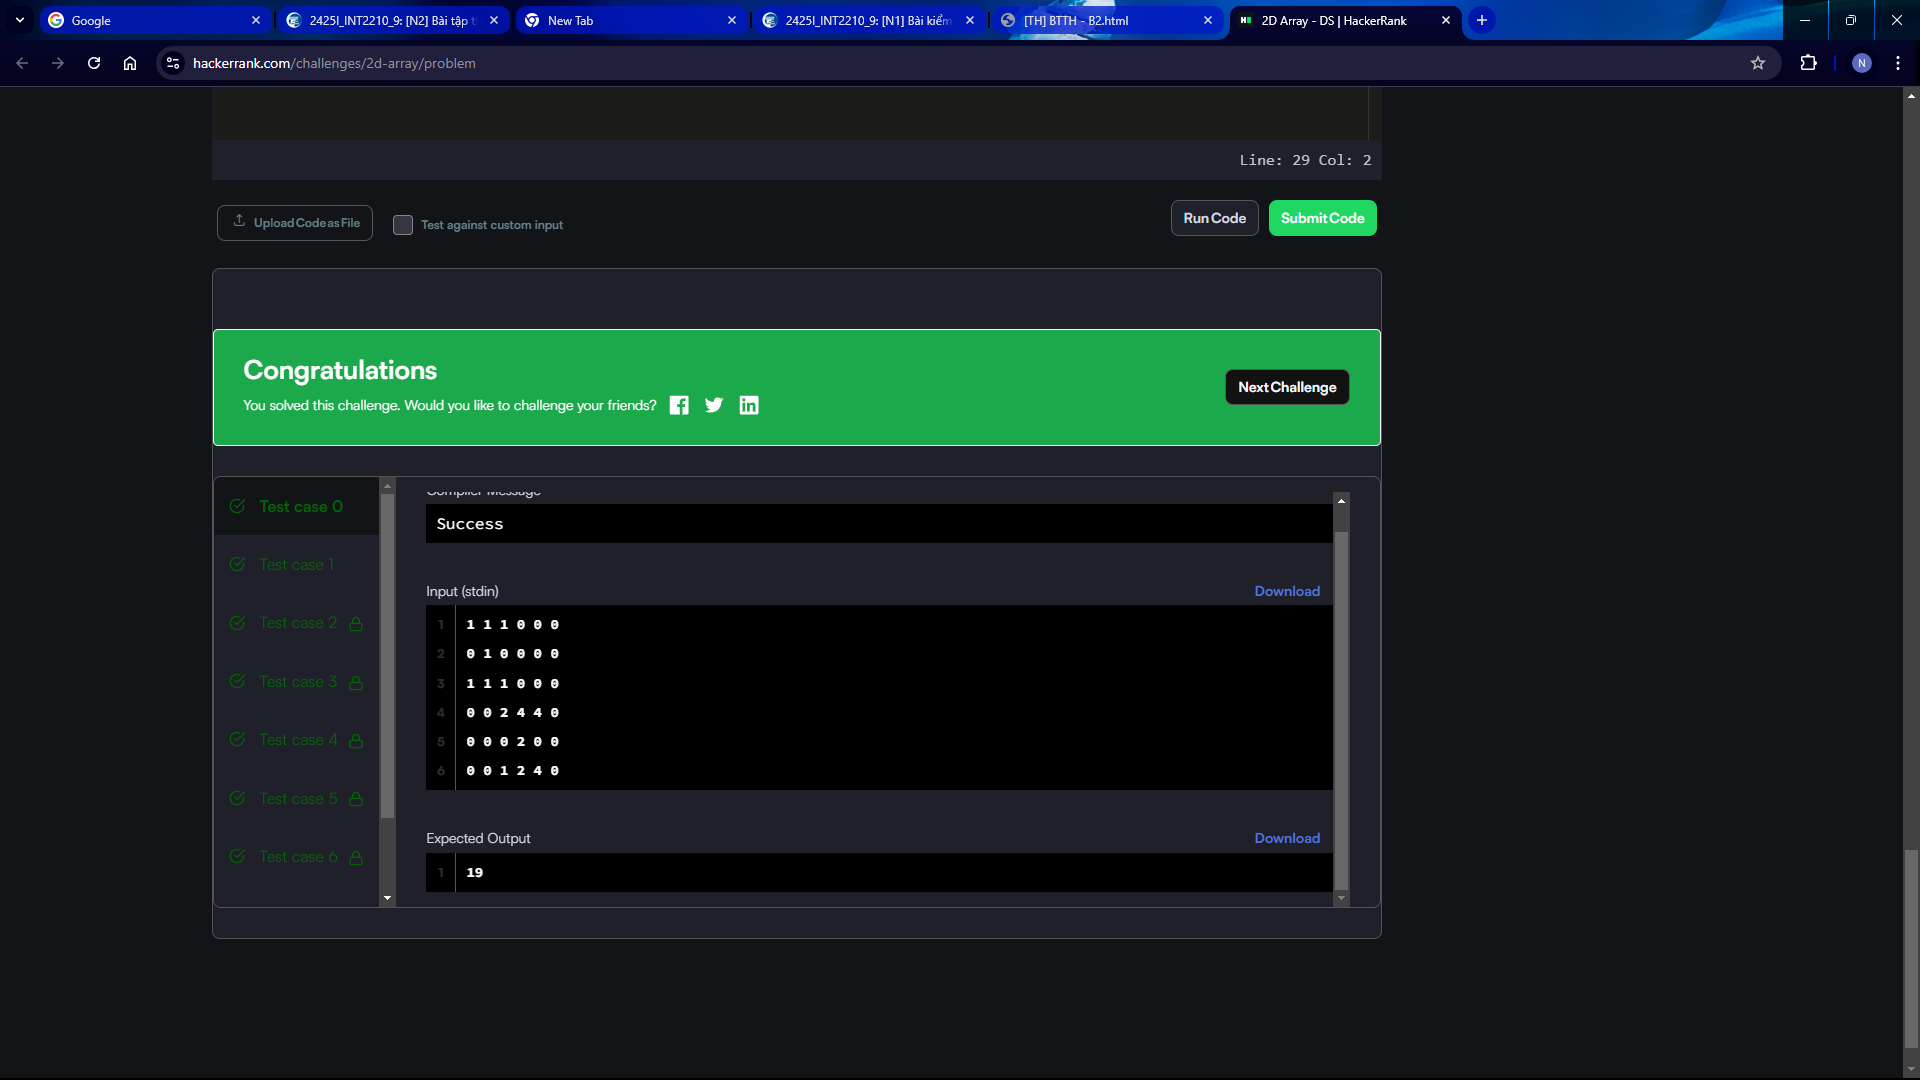 Google
2425I_INT2210_9: [N2] Bài tập t
New Tab
2425I_INT2210_9: [N1] Bài kiểm
[TH] BTTH - B2.html
2D Array - DS | HackerRank
hackerrank.com/challenges/2d-array/problem
N
Line: 29 Col: 2
Upload Code as File
Test against custom input
Run Code
Submit Code
Congratulations
You solved this challenge. Would you like to challenge your friends?
Next Challenge
Test case 0
Test case 1
Test case 2
Test case 3
Test case 4
Test case 5
Test case 6
Compiler Message
Success
Input (stdin)
Download
1 1 1 1 0 0 0
2 0 1 0 0 0 0
3 1 1 1 0 0 0
4 0 0 2 4 4 0
5 0 0 0 2 0 0
6 0 0 1 2 4 0
Expected Output
Download
1 19